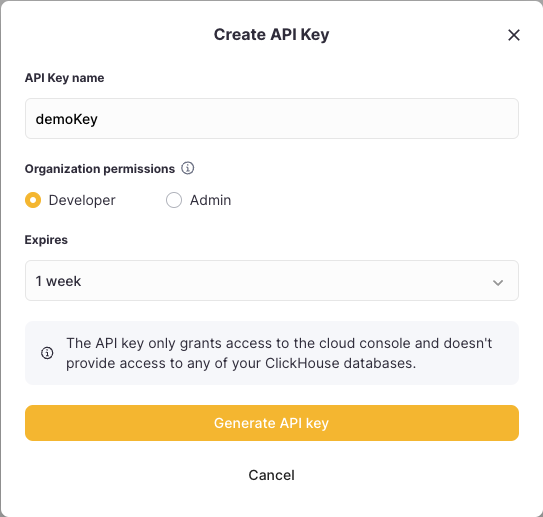 Create API Key
API Key name
demoKey
Organization permissions
Developer Admin
Expires
1 week
The API key only grants access to the cloud console and doesn't
provide access to any of your ClickHouse databases.
Generate API key
Cancel